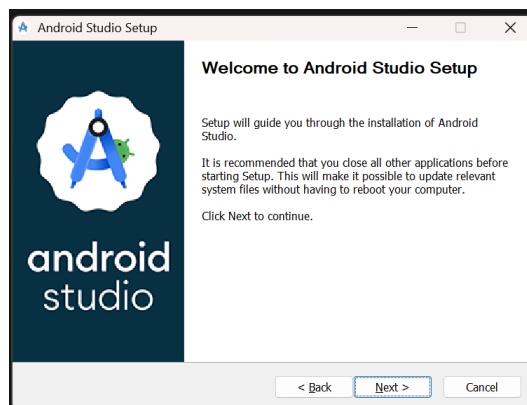 Android Studio Setup
Welcome to Android Studio Setup
Setup will guide you through the installation of Android
Studio.
It is recommended that you close all other applications before
starting Setup. This will make it possible to update relevant
system files without having to reboot your computer.
Click Next to continue.
android
studio
< Back
Next >
Cancel